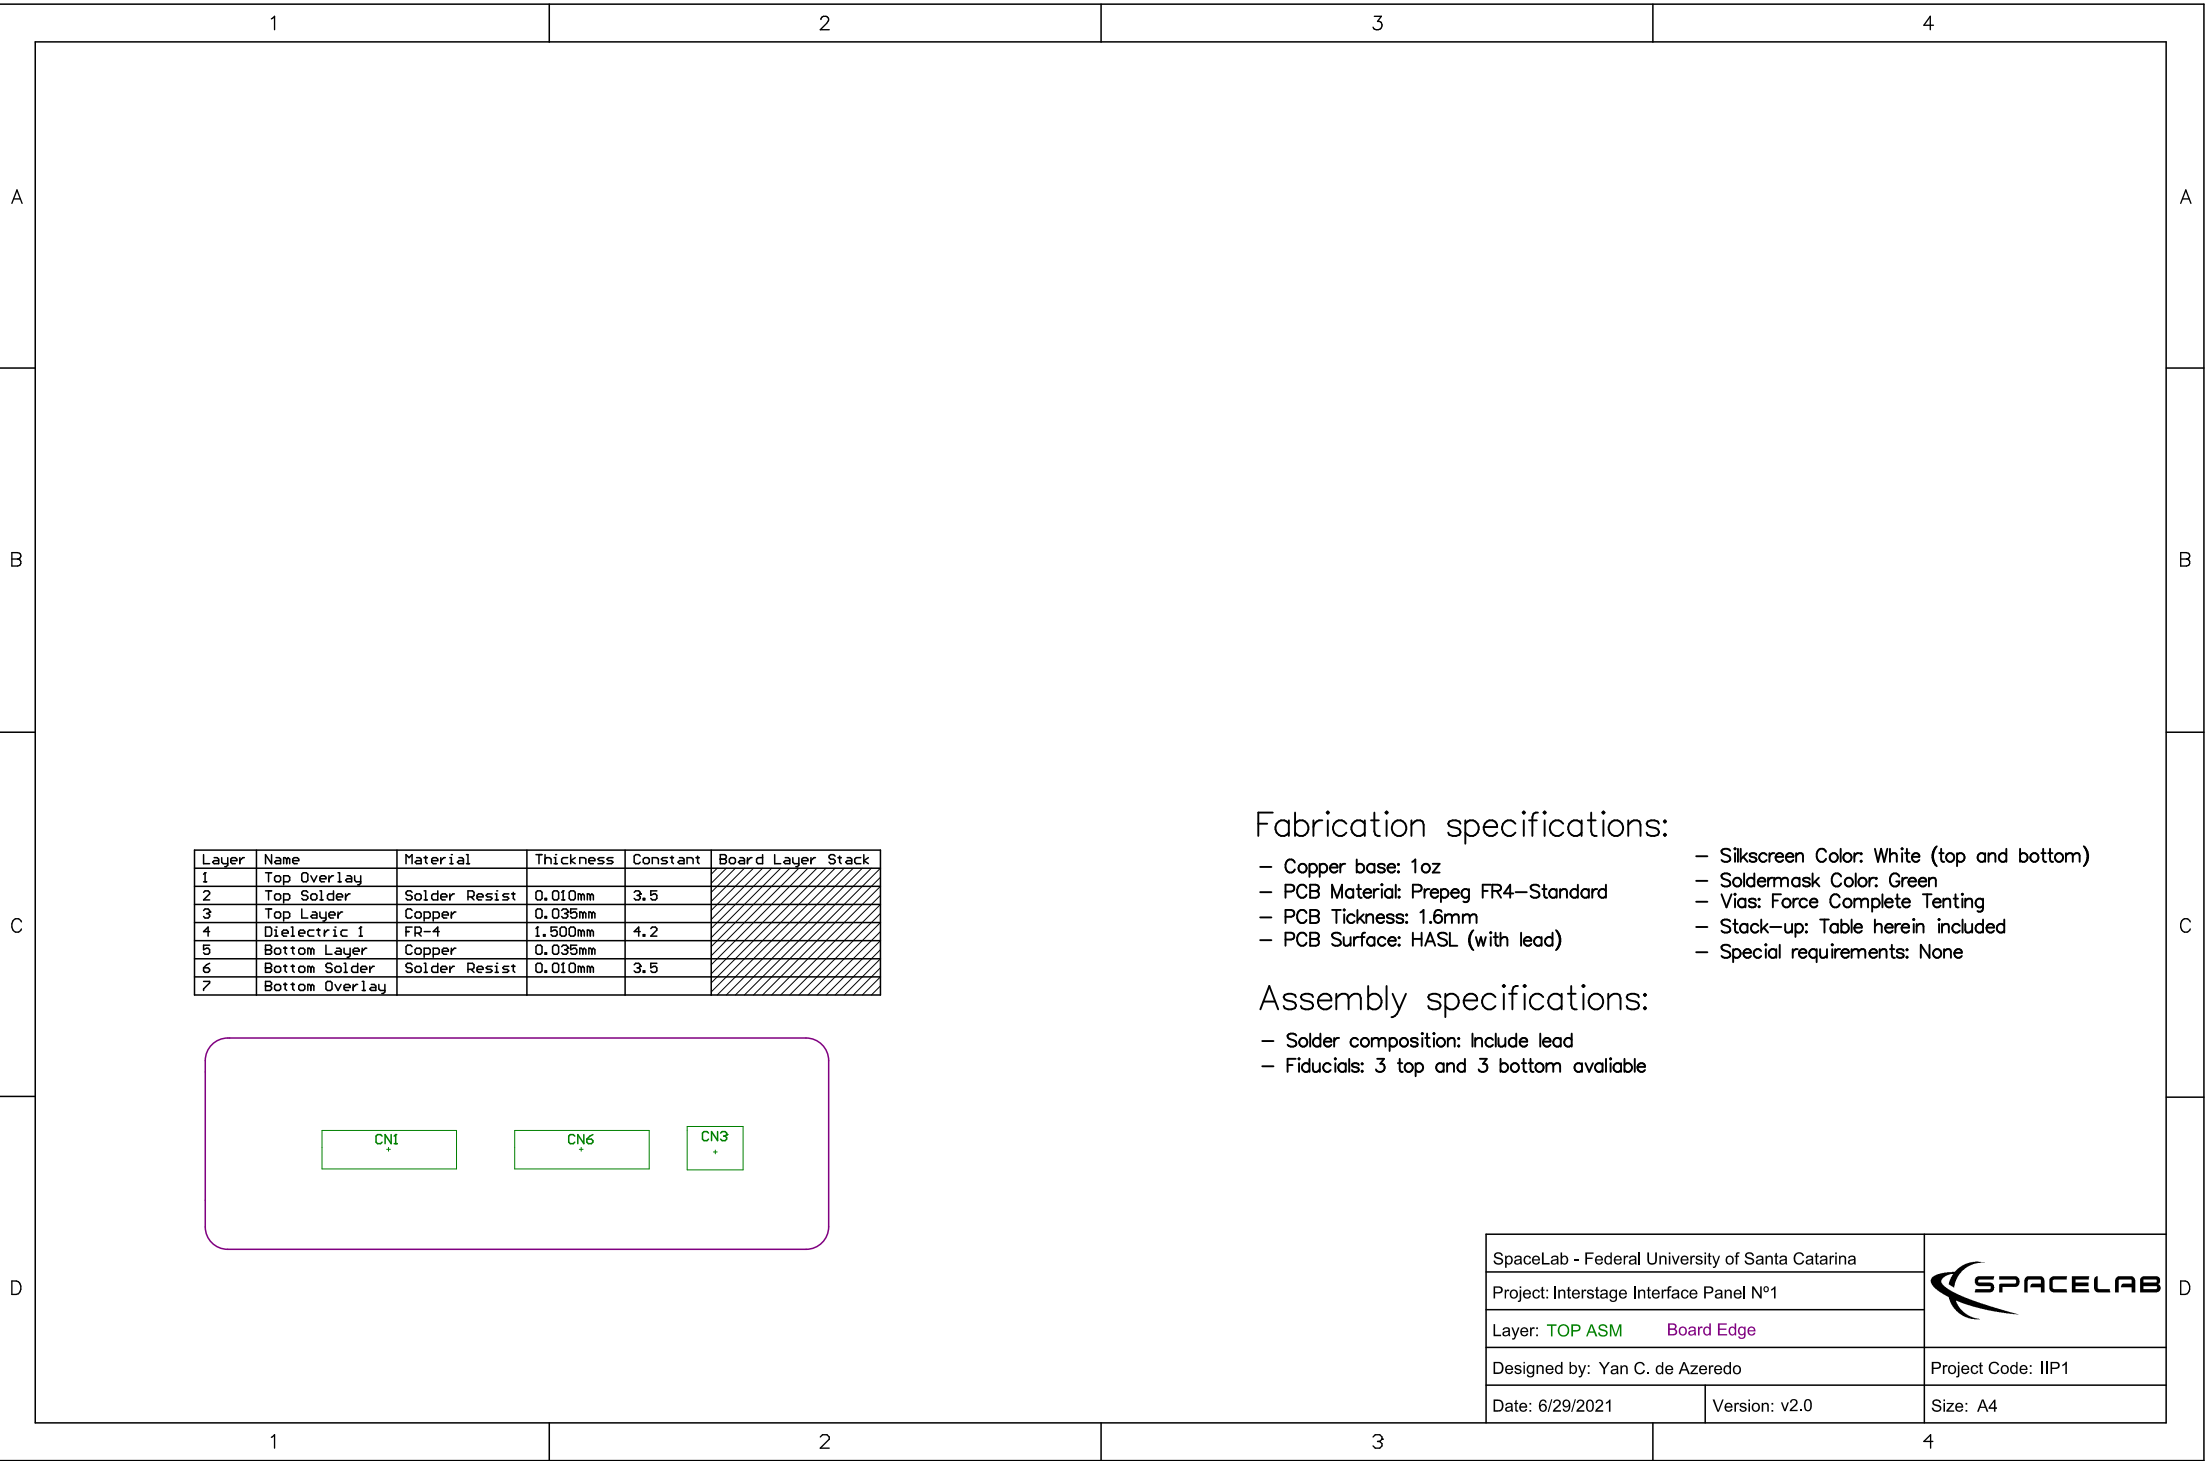 1 2 3 4
A A
B B
Fabrication specifications:
- Copper base: 1oz
- PCB Material: Prepeg FR4-Standard
- PCB Tickness: 1.6mm
- PCB Surface: HASL (with lead)
- Silkscreen Color: White (top and bottom)
- Soldermask Color: Green
- Vias: Force Complete Tenting
- Stack-up: Table herein included
- Special requirements: None
Layer Name Material Thickness Constant Board Layer Stack
1 Top Overlay
2 Top Solder Solder Resist 0.010mm 3.5
3 Top Layer Copper 0.035mm
4 Dielectric 1 FR-4 1.500mm 4.2
5 Bottom Layer Copper 0.035mm
6 Bottom Solder Solder Resist 0.010mm 3.5
7 Bottom Overlay
C C
Assembly specifications:
- Solder composition: Include lead
- Fiducials: 3 top and 3 bottom avaliable
CN1 CN6 CN3
SpaceLab - Federal University of Santa Catarina
Project: Interstage Interface Panel Nº1
SPACELAB
D D
Layer: TOP ASM Board Edge
Designed by: Yan C. de Azeredo
Project Code: IIP1
Date: 6/29/2021 Version: v2.0 Size: A4
1 2 3 4